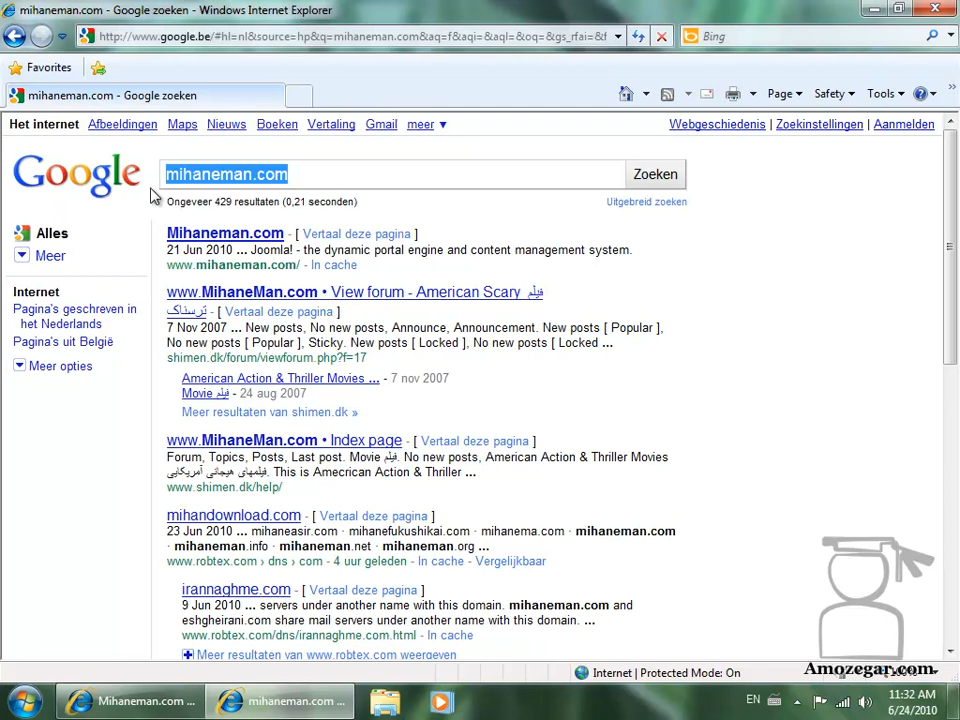 mihaneman.com - Google zoeken - Windows Internet Explorer
http://www.google.be/#hl=nl&source=hp&q=mihaneman.com&aq=f&aqi=&aql=&oq=&gs_rfai=&f
Bing
Favorites
mihaneman.com - Google zoeken
Page Safety Tools
Het internet Afbeeldingen Maps Nieuws Boeken Vertaling Gmail meer ▼
Webgeschiedenis | Zoekinstellingen | Aanmelden
Google
mihaneman.com
Zoeken
Ongeveer 429 resultaten (0,21 seconden)
Uitgebreid zoeken
Alles
Meer
Internet
Pagina's geschreven in
het Nederlands
Pagina's uit België
Meer opties
Mihaneman.com - [ Vertaal deze pagina ]
21 Jun 2010 ... Joomla! - the dynamic portal engine and content management system.
www.mihaneman.com/ - In cache
www.MihaneMan.com • View forum - American Scary فيلم
ترسناک - [ Vertaal deze pagina ]
7 Nov 2007 ... New posts, No new posts, Announce, Announcement. New posts [ Popular ],
No new posts [ Popular ], Sticky. New posts [ Locked ], No new posts [ Locked ...
shimen.dk/forum/viewforum.php?f=17
American Action & Thriller Movies ... - 7 nov 2007
Movie فيلم - 24 aug 2007
Meer resultaten van shimen.dk »
www.MihaneMan.com • Index page - [ Vertaal deze pagina ]
Forum, Topics, Posts, Last post. Movie فيلم. No new posts, American Action & Thriller Movies
فیلمهای هیجانی آمریکایی. This is Amecrican Action & Thriller ...
www.shimen.dk/help/
mihandownload.com - [ Vertaal deze pagina ]
23 Jun 2010 ... mihaneasir.com · mihanefukushikai.com · mihanema.com · mihaneman.com
· mihaneman.info · mihaneman.net · mihaneman.org ...
www.robtex.com › dns › com - 4 uur geleden - In cache - Vergelijkbaar
irannaghme.com - [ Vertaal deze pagina ]
9 Jun 2010 ... servers under another name with this domain. mihaneman.com and
eshgheirani.com share mail servers under another name with this domain. ...
www.robtex.com/dns/irannaghme.com.html - In cache
Meer resultaten van www.robtex.com weergeven
Internet | Protected Mode: On
Amozegar.com
Mihaneman.com ...
mihaneman.com ...
EN
11:32 AM
6/24/2010